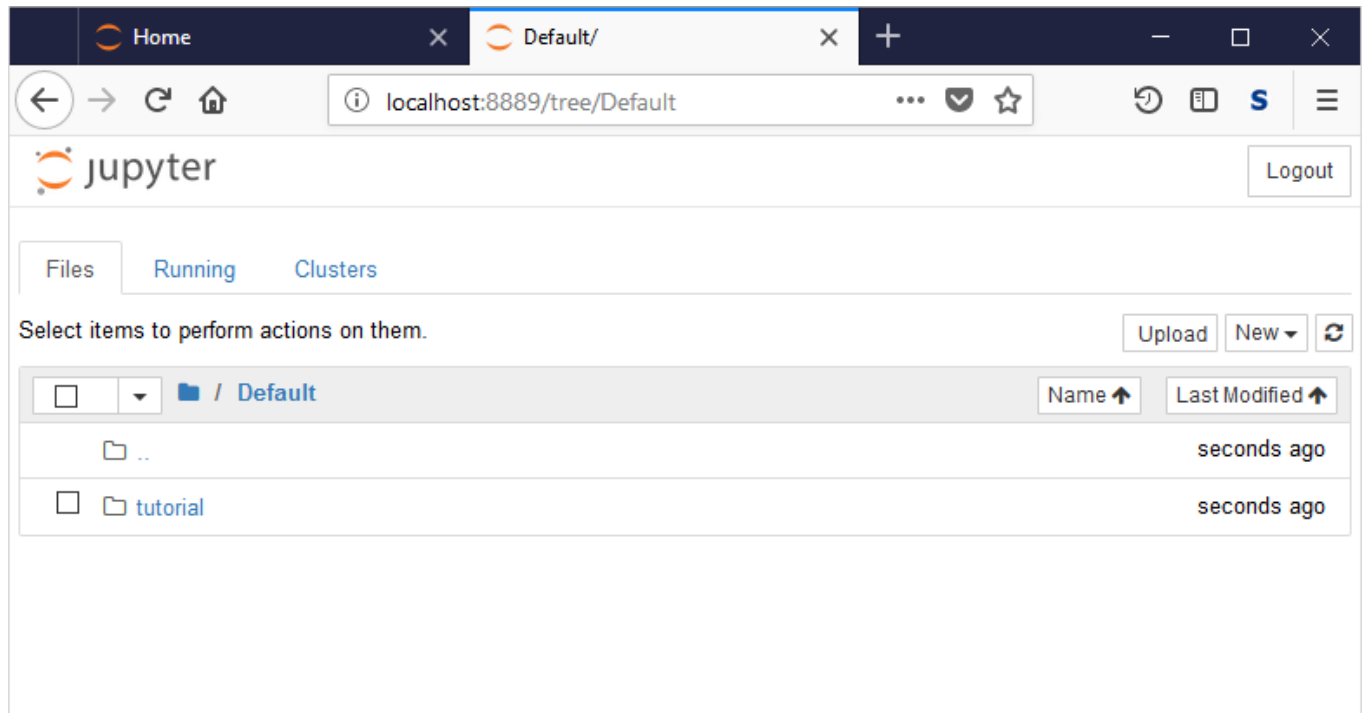 Home Default/
localhost:8889/tree/Default
jupyter Logout
Files Running Clusters
Select items to perform actions on them. Upload New
/ Default Name Last Modified
.. seconds ago
tutorial seconds ago